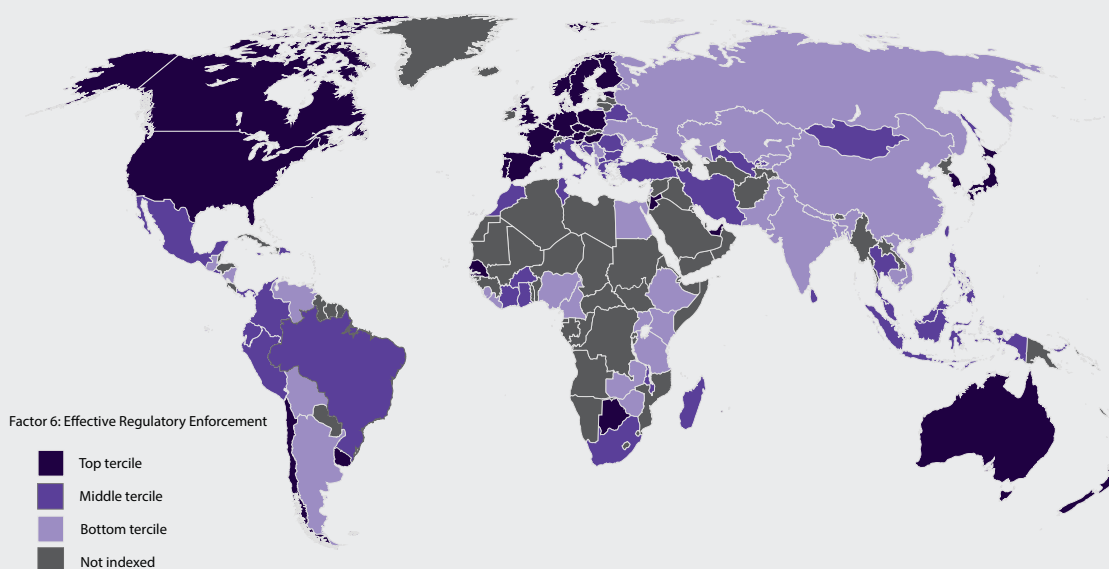 Factor 6: Effective Regulatory Enforcement
Top tercile
Middle tercile
Bottom tercile
Not indexed